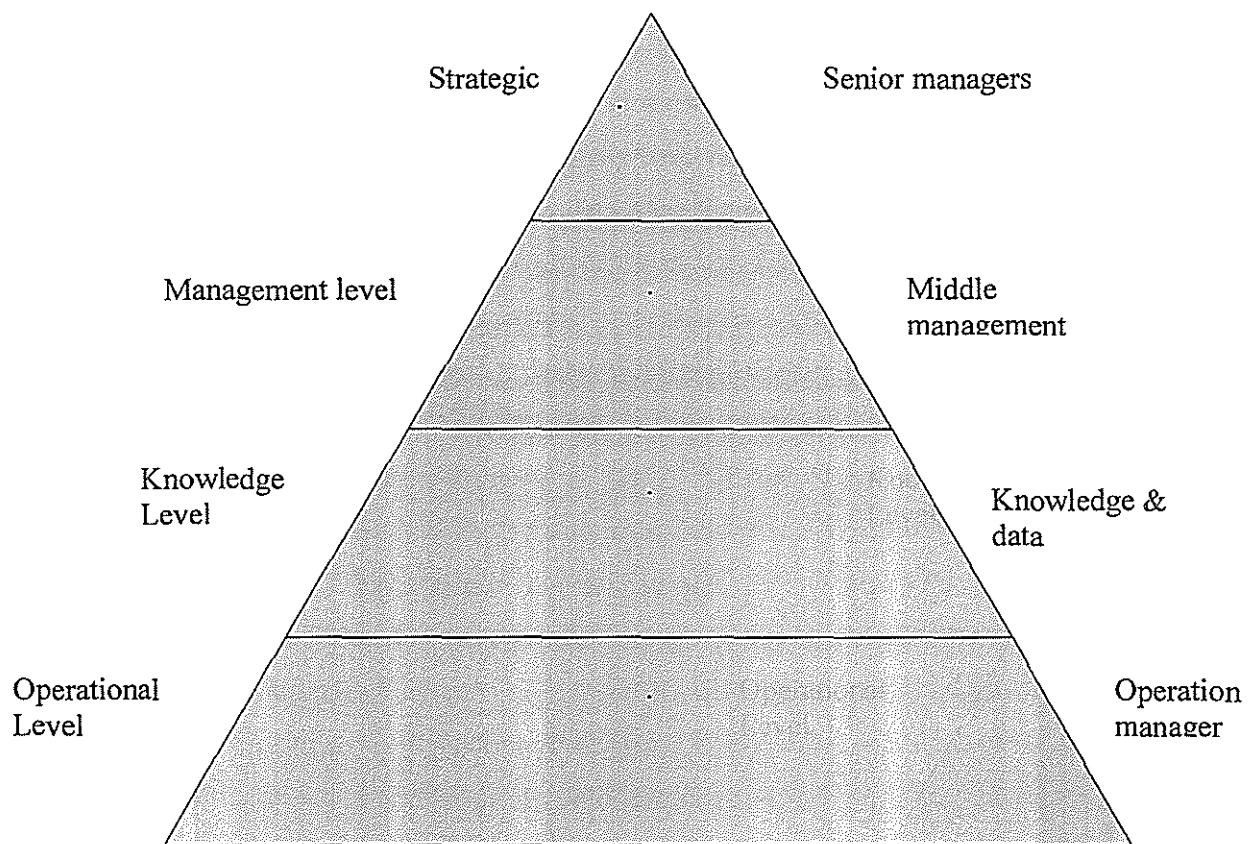 Strategic
Senior managers
Management level
Middle
management
Knowledge
Level
Knowledge &
data
Operational
Level
Operation
manager